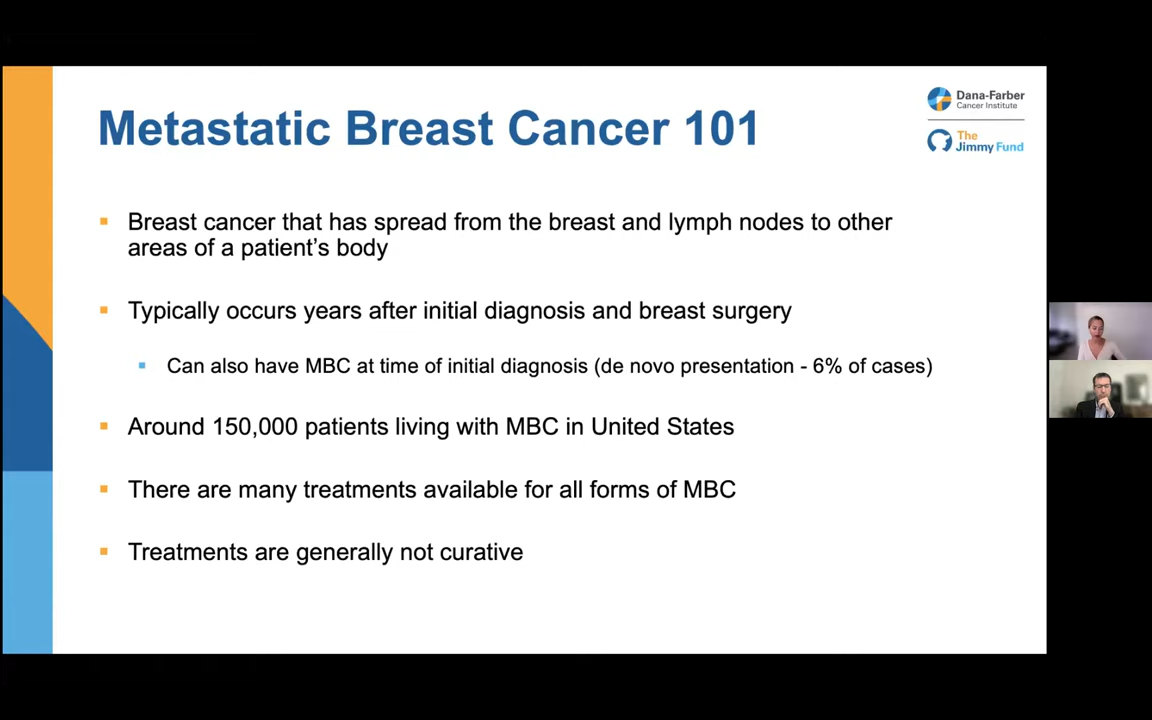 Metastatic Breast Cancer 101
Dana-Farber
Cancer Institute
The
Jimmy Fund
Breast cancer that has spread from the breast and lymph nodes to other
areas of a patient’s body
Typically occurs years after initial diagnosis and breast surgery
Can also have MBC at time of initial diagnosis (de novo presentation - 6% of cases)
Around 150,000 patients living with MBC in United States
There are many treatments available for all forms of MBC
Treatments are generally not curative